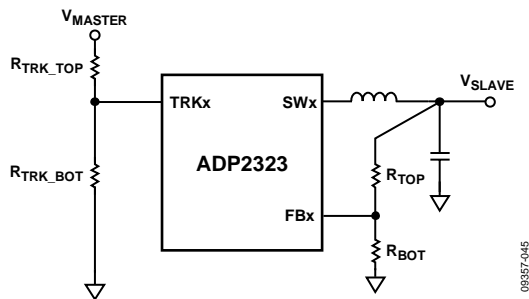 VMASTER
RTRK_TOP
TRKx
SWx
VSLAVE
ADP2323
RTRK_BOT
RTOP
FBx
RBOT
09357-045